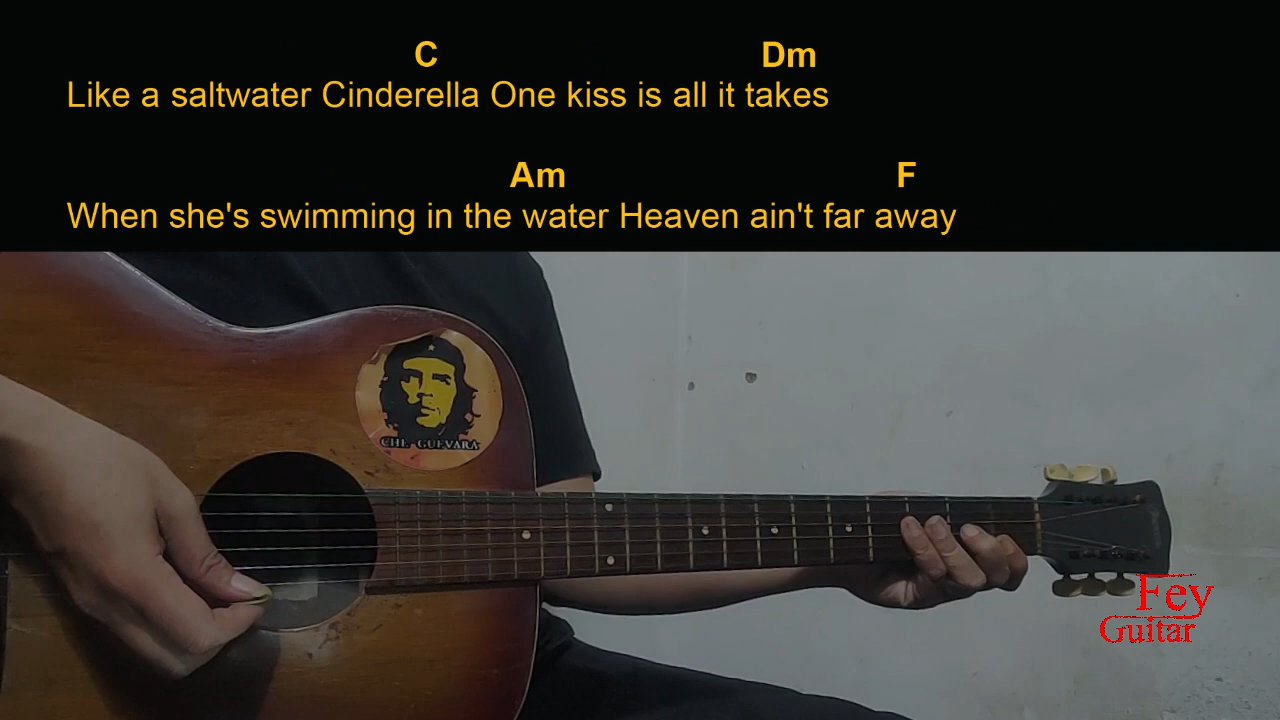 C Dm
Like a saltwater Cinderella One kiss is all it takes
Am F
When she's swimming in the water Heaven ain't far away
CHE GUEVARA
Fey
Guitar